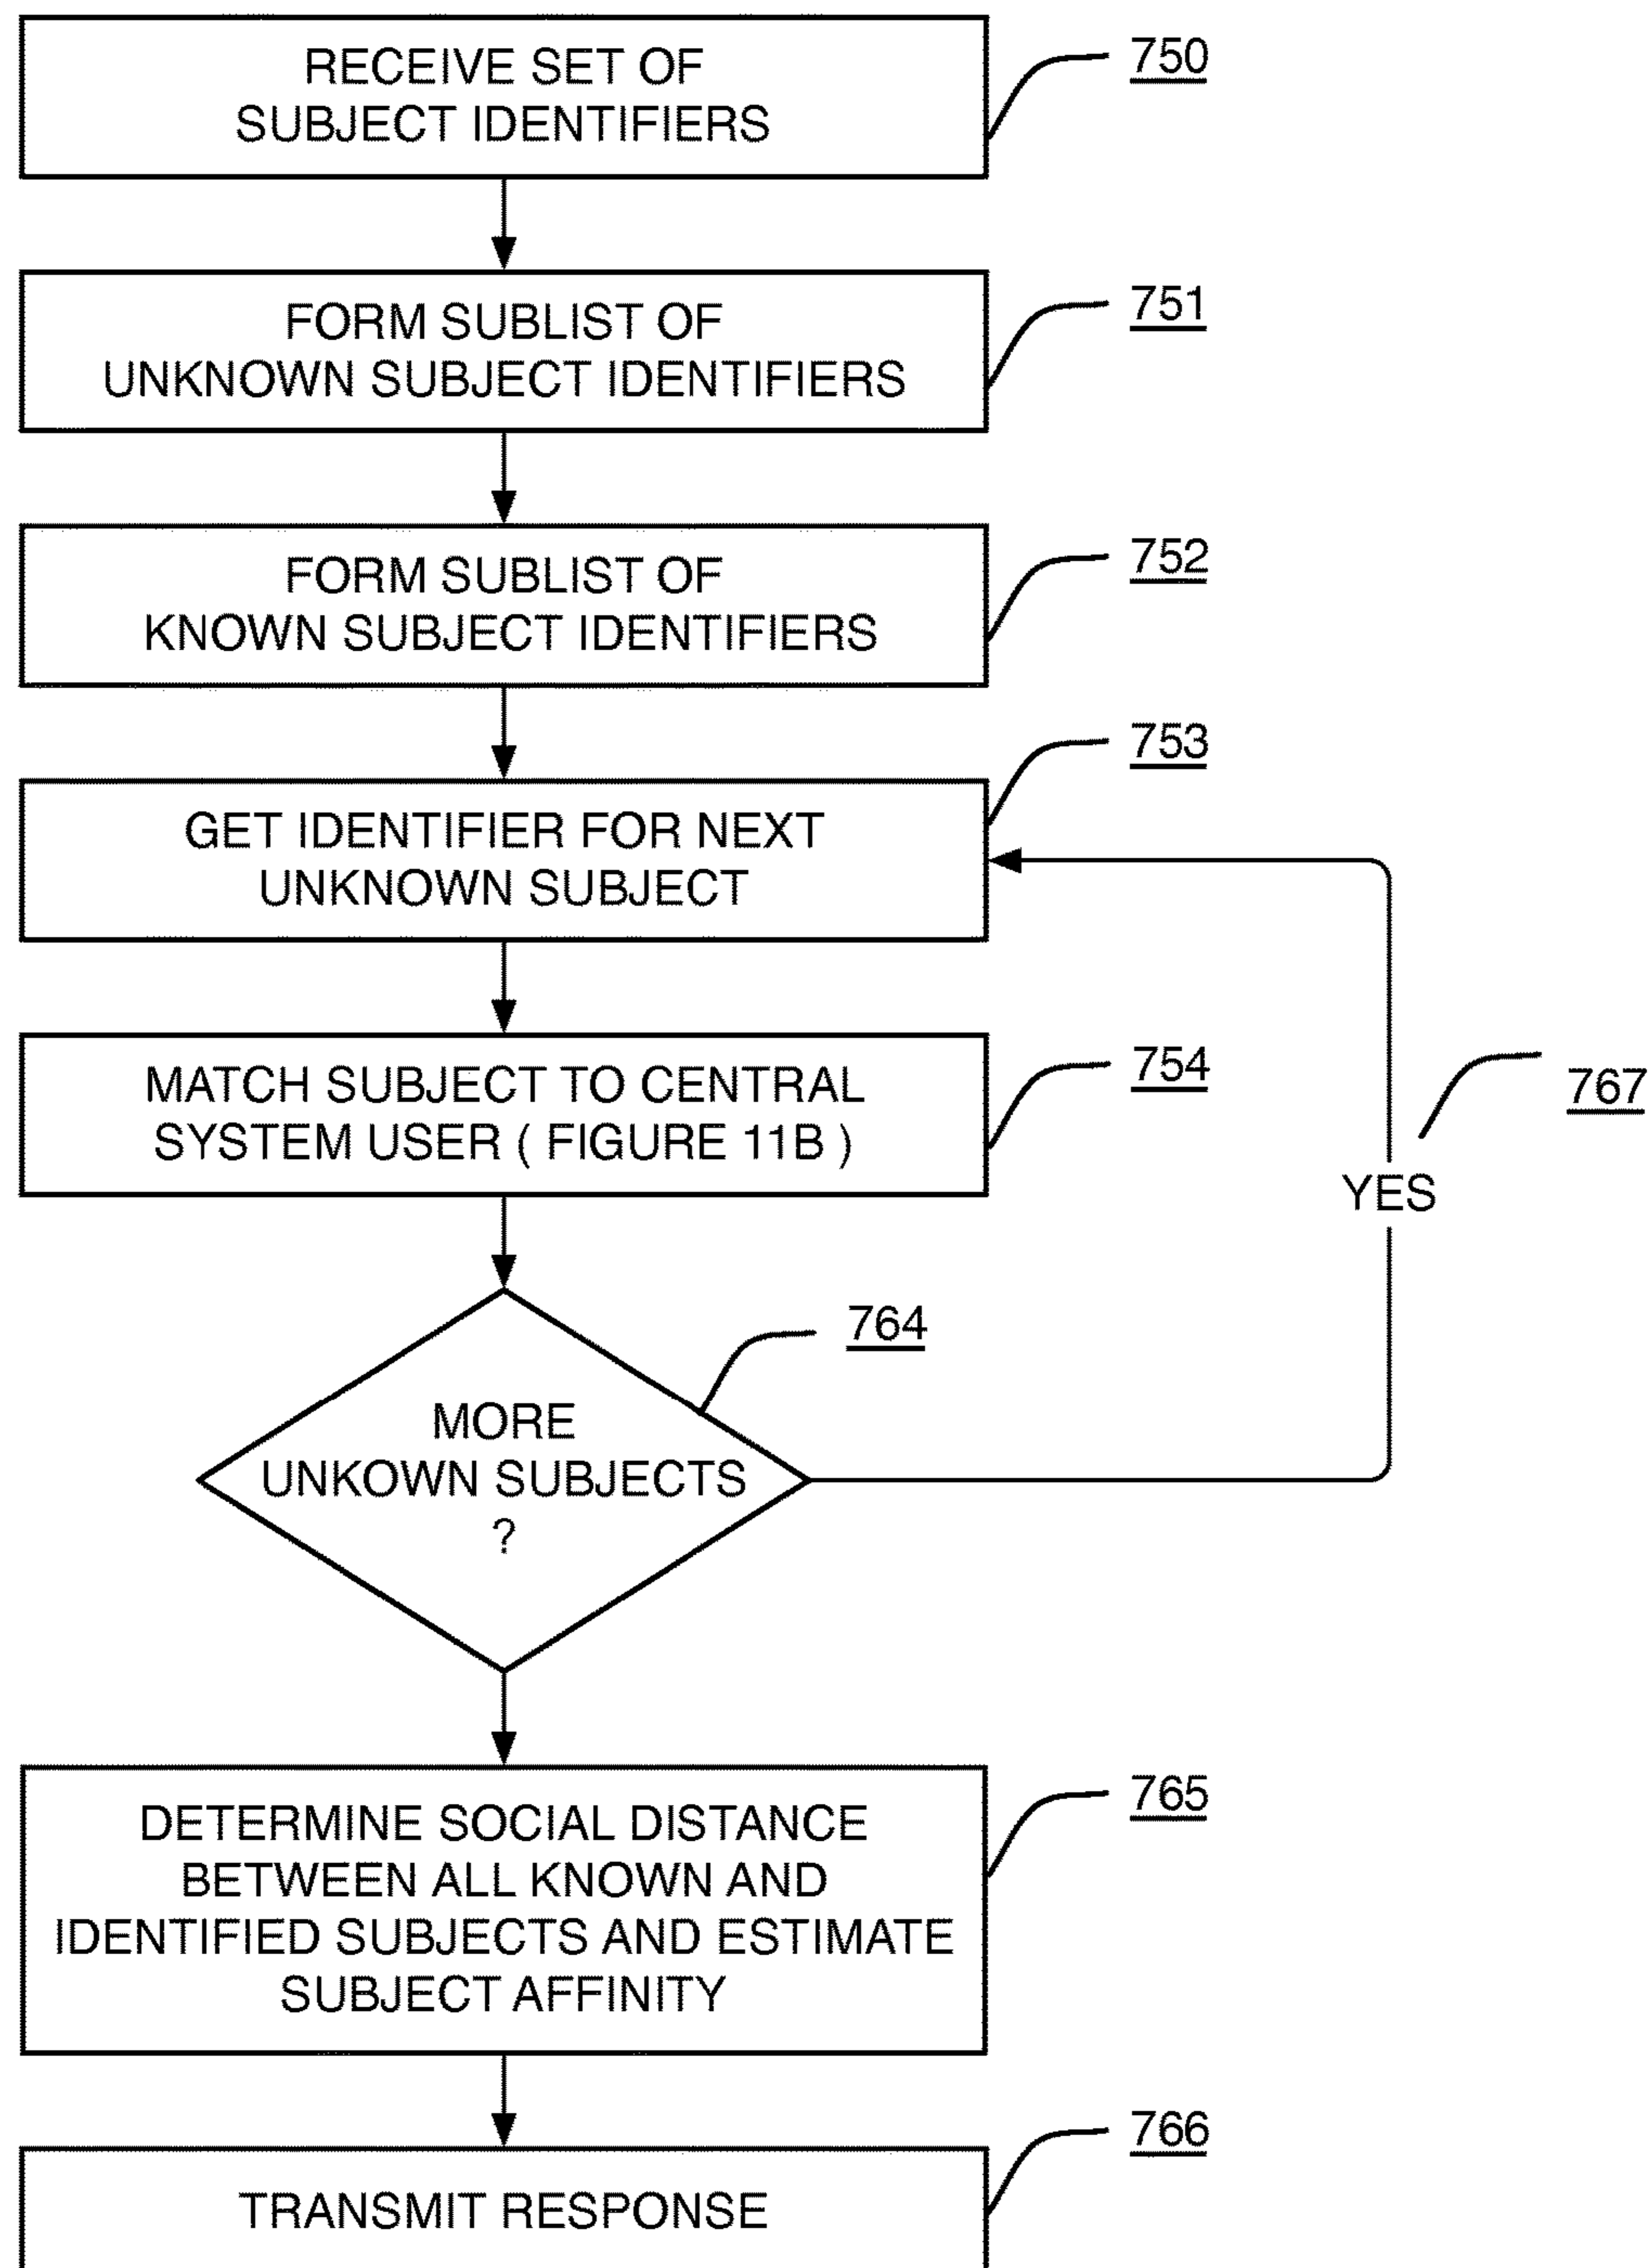 RECEIVE SET OF
SUBJECT IDENTIFIERS
750
FORM SUBLIST OF
UNKNOWN SUBJECT IDENTIFIERS
751
FORM SUBLIST OF
KNOWN SUBJECT IDENTIFIERS
752
GET IDENTIFIER FOR NEXT
UNKNOWN SUBJECT
753
MATCH SUBJECT TO CENTRAL
SYSTEM USER ( FIGURE 11B )
754
767
YES
MORE
UNKOWN SUBJECTS
?
764
DETERMINE SOCIAL DISTANCE
BETWEEN ALL KNOWN AND
IDENTIFIED SUBJECTS AND ESTIMATE
SUBJECT AFFINITY
765
TRANSMIT RESPONSE
766